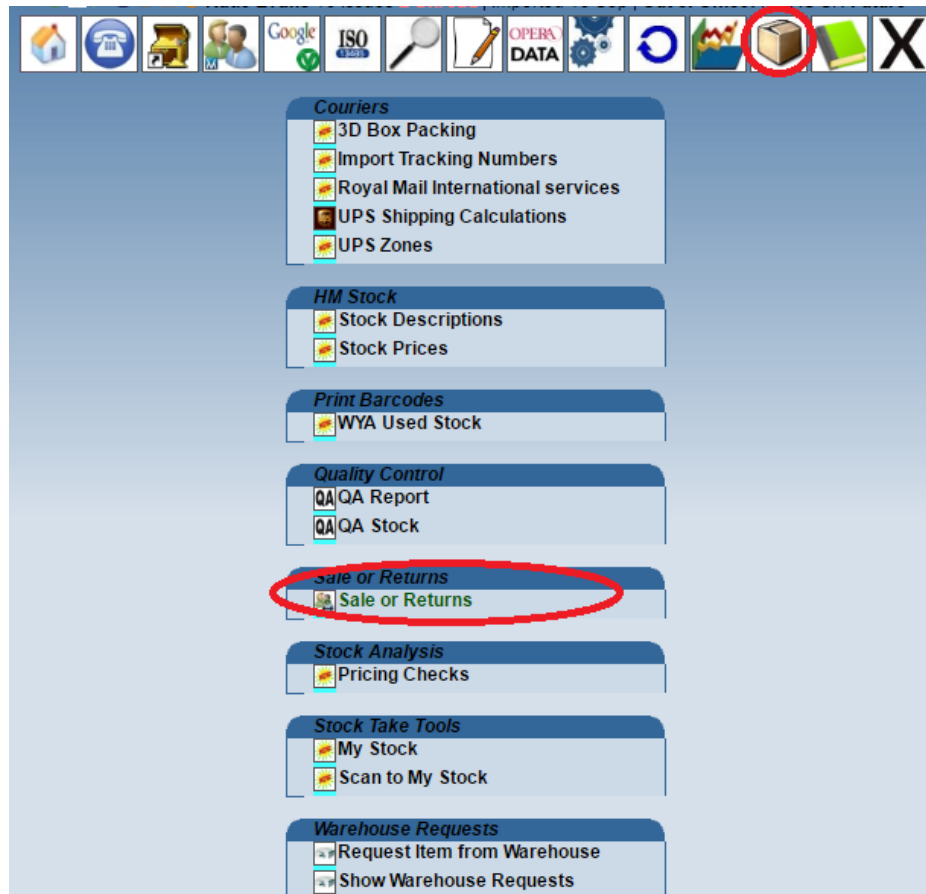 Google ISO OPERA
DATA X
M
Couriers
3D Box Packing
Import Tracking Numbers
Royal Mail International services
UPS Shipping Calculations
UPS Zones
HM Stock
Stock Descriptions
Stock Prices
Print Barcodes
WYA Used Stock
Quality Control
QA QA Report
QA QA Stock
Sale or Returns
Sale or Returns
Stock Analysis
Pricing Checks
Stock Take Tools
My Stock
Scan to My Stock
Warehouse Requests
Request Item from Warehouse
Show Warehouse Requests